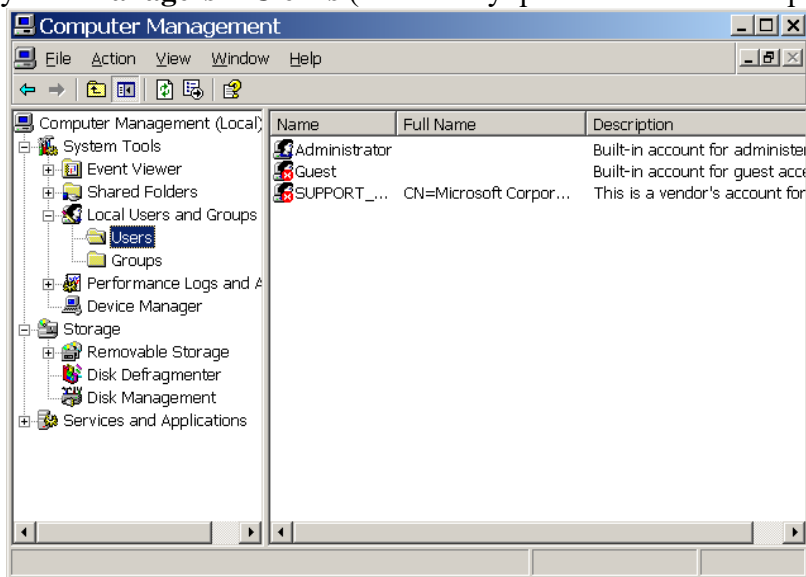 Computer Management
File Action View Window Help
Computer Management (Local)
System Tools
Event Viewer
Shared Folders
Local Users and Groups
Users
Groups
Performance Logs and A
Device Manager
Storage
Removable Storage
Disk Defragmenter
Disk Management
Services and Applications
Name Full Name Description
Administrator Built-in account for administer
Guest Built-in account for guest acce
SUPPORT_... CN=Microsoft Corpor... This is a vendor's account for